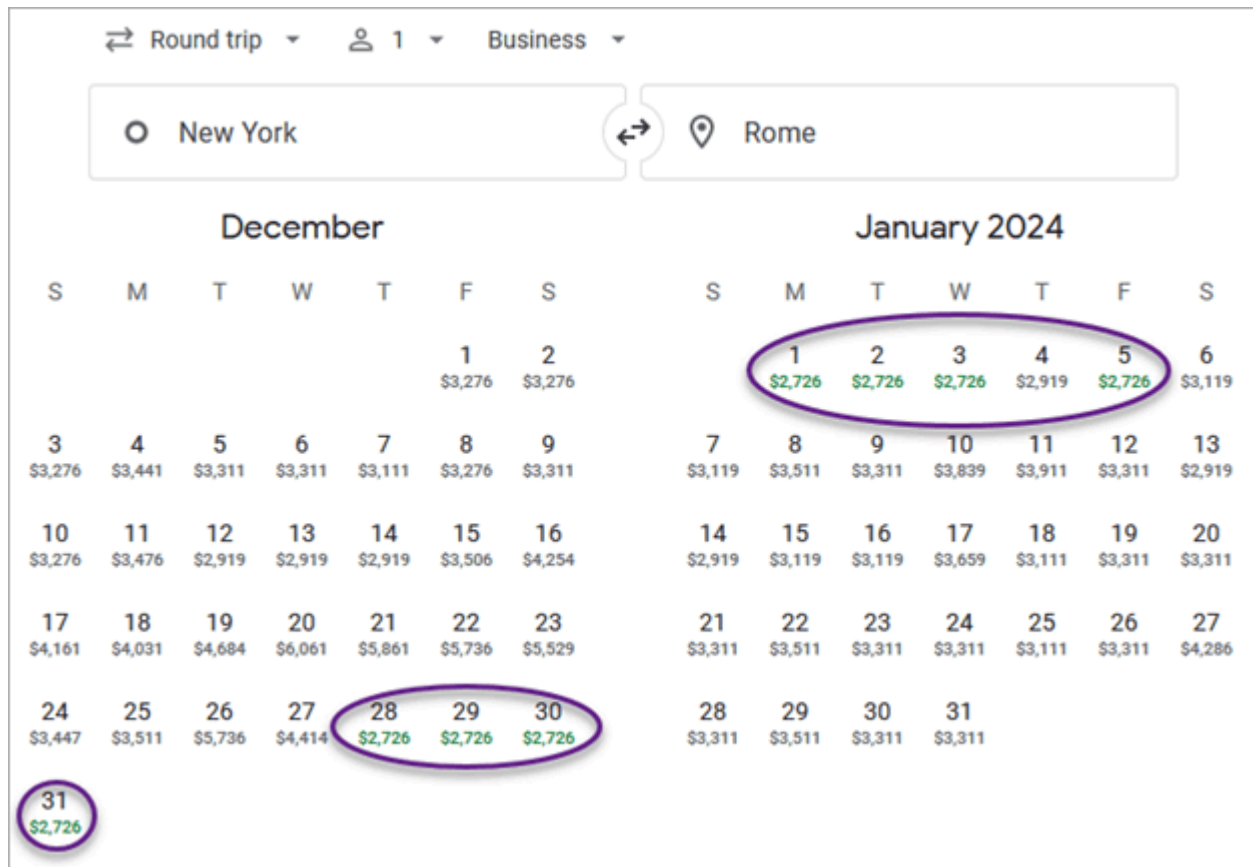 Round trip 1 Business
New York Rome
December
S M T W T F S
1 2
$3,276 $3,276
3 4 5 6 7 8 9
$3,276 $3,441 $3,311 $3,311 $3,111 $3,276 $3,311
10 11 12 13 14 15 16
$3,276 $3,476 $2,919 $2,919 $2,919 $3,506 $4,254
17 18 19 20 21 22 23
$4,161 $4,031 $4,684 $6,061 $5,861 $5,736 $5,529
24 25 26 27 28 29 30
$3,447 $3,511 $5,736 $4,414 $2,726 $2,726 $2,726
31
$2,726
January 2024
S M T W T F S
1 2 3 4 5 6
$2,726 $2,726 $2,726 $2,919 $2,726 $3,119
7 8 9 10 11 12 13
$3,119 $3,511 $3,311 $3,839 $3,911 $3,311 $2,919
14 15 16 17 18 19 20
$2,919 $3,119 $3,119 $3,659 $3,111 $3,311 $3,311
21 22 23 24 25 26 27
$3,311 $3,511 $3,311 $3,311 $3,111 $3,311 $4,286
28 29 30 31
$3,311 $3,511 $3,311 $3,311